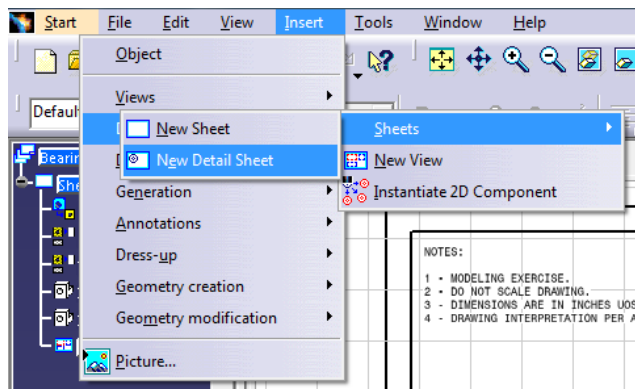 Start File Edit View Insert Tools Window Help
Object
Views
New Sheet
New Detail Sheet
Sheets
New View
Instantiate 2D Component
Generation
Annotations
Dress-up
Geometry creation
Geometry modification
Picture...
NOTES:
1 - MODELING EXERCISE.
2 - DO NOT SCALE DRAWING.
3 - DIMENSIONS ARE IN INCHES UOS
4 - DRAWING INTERPRETATION PER A